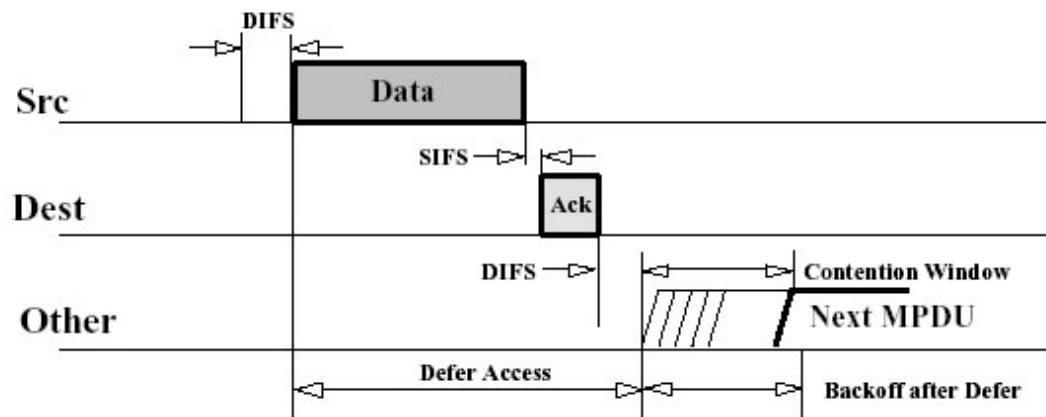 DIFS
Src
Data
SIFS
Dest
Ack
DIFS
Contention Window
Other
Next MPDU
Defer Access
Backoff after Defer